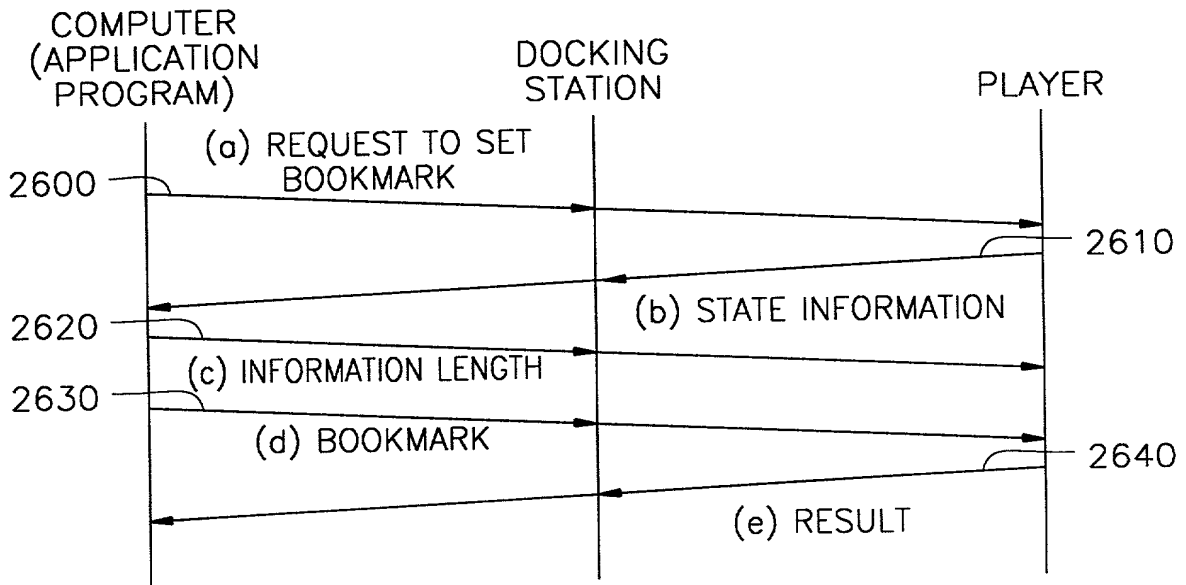 COMPUTER
(APPLICATION
PROGRAM)
DOCKING
STATION
PLAYER
(a) REQUEST TO SET
BOOKMARK
2600
2610
(b) STATE INFORMATION
2620
(c) INFORMATION LENGTH
2630
(d) BOOKMARK
2640
(e) RESULT